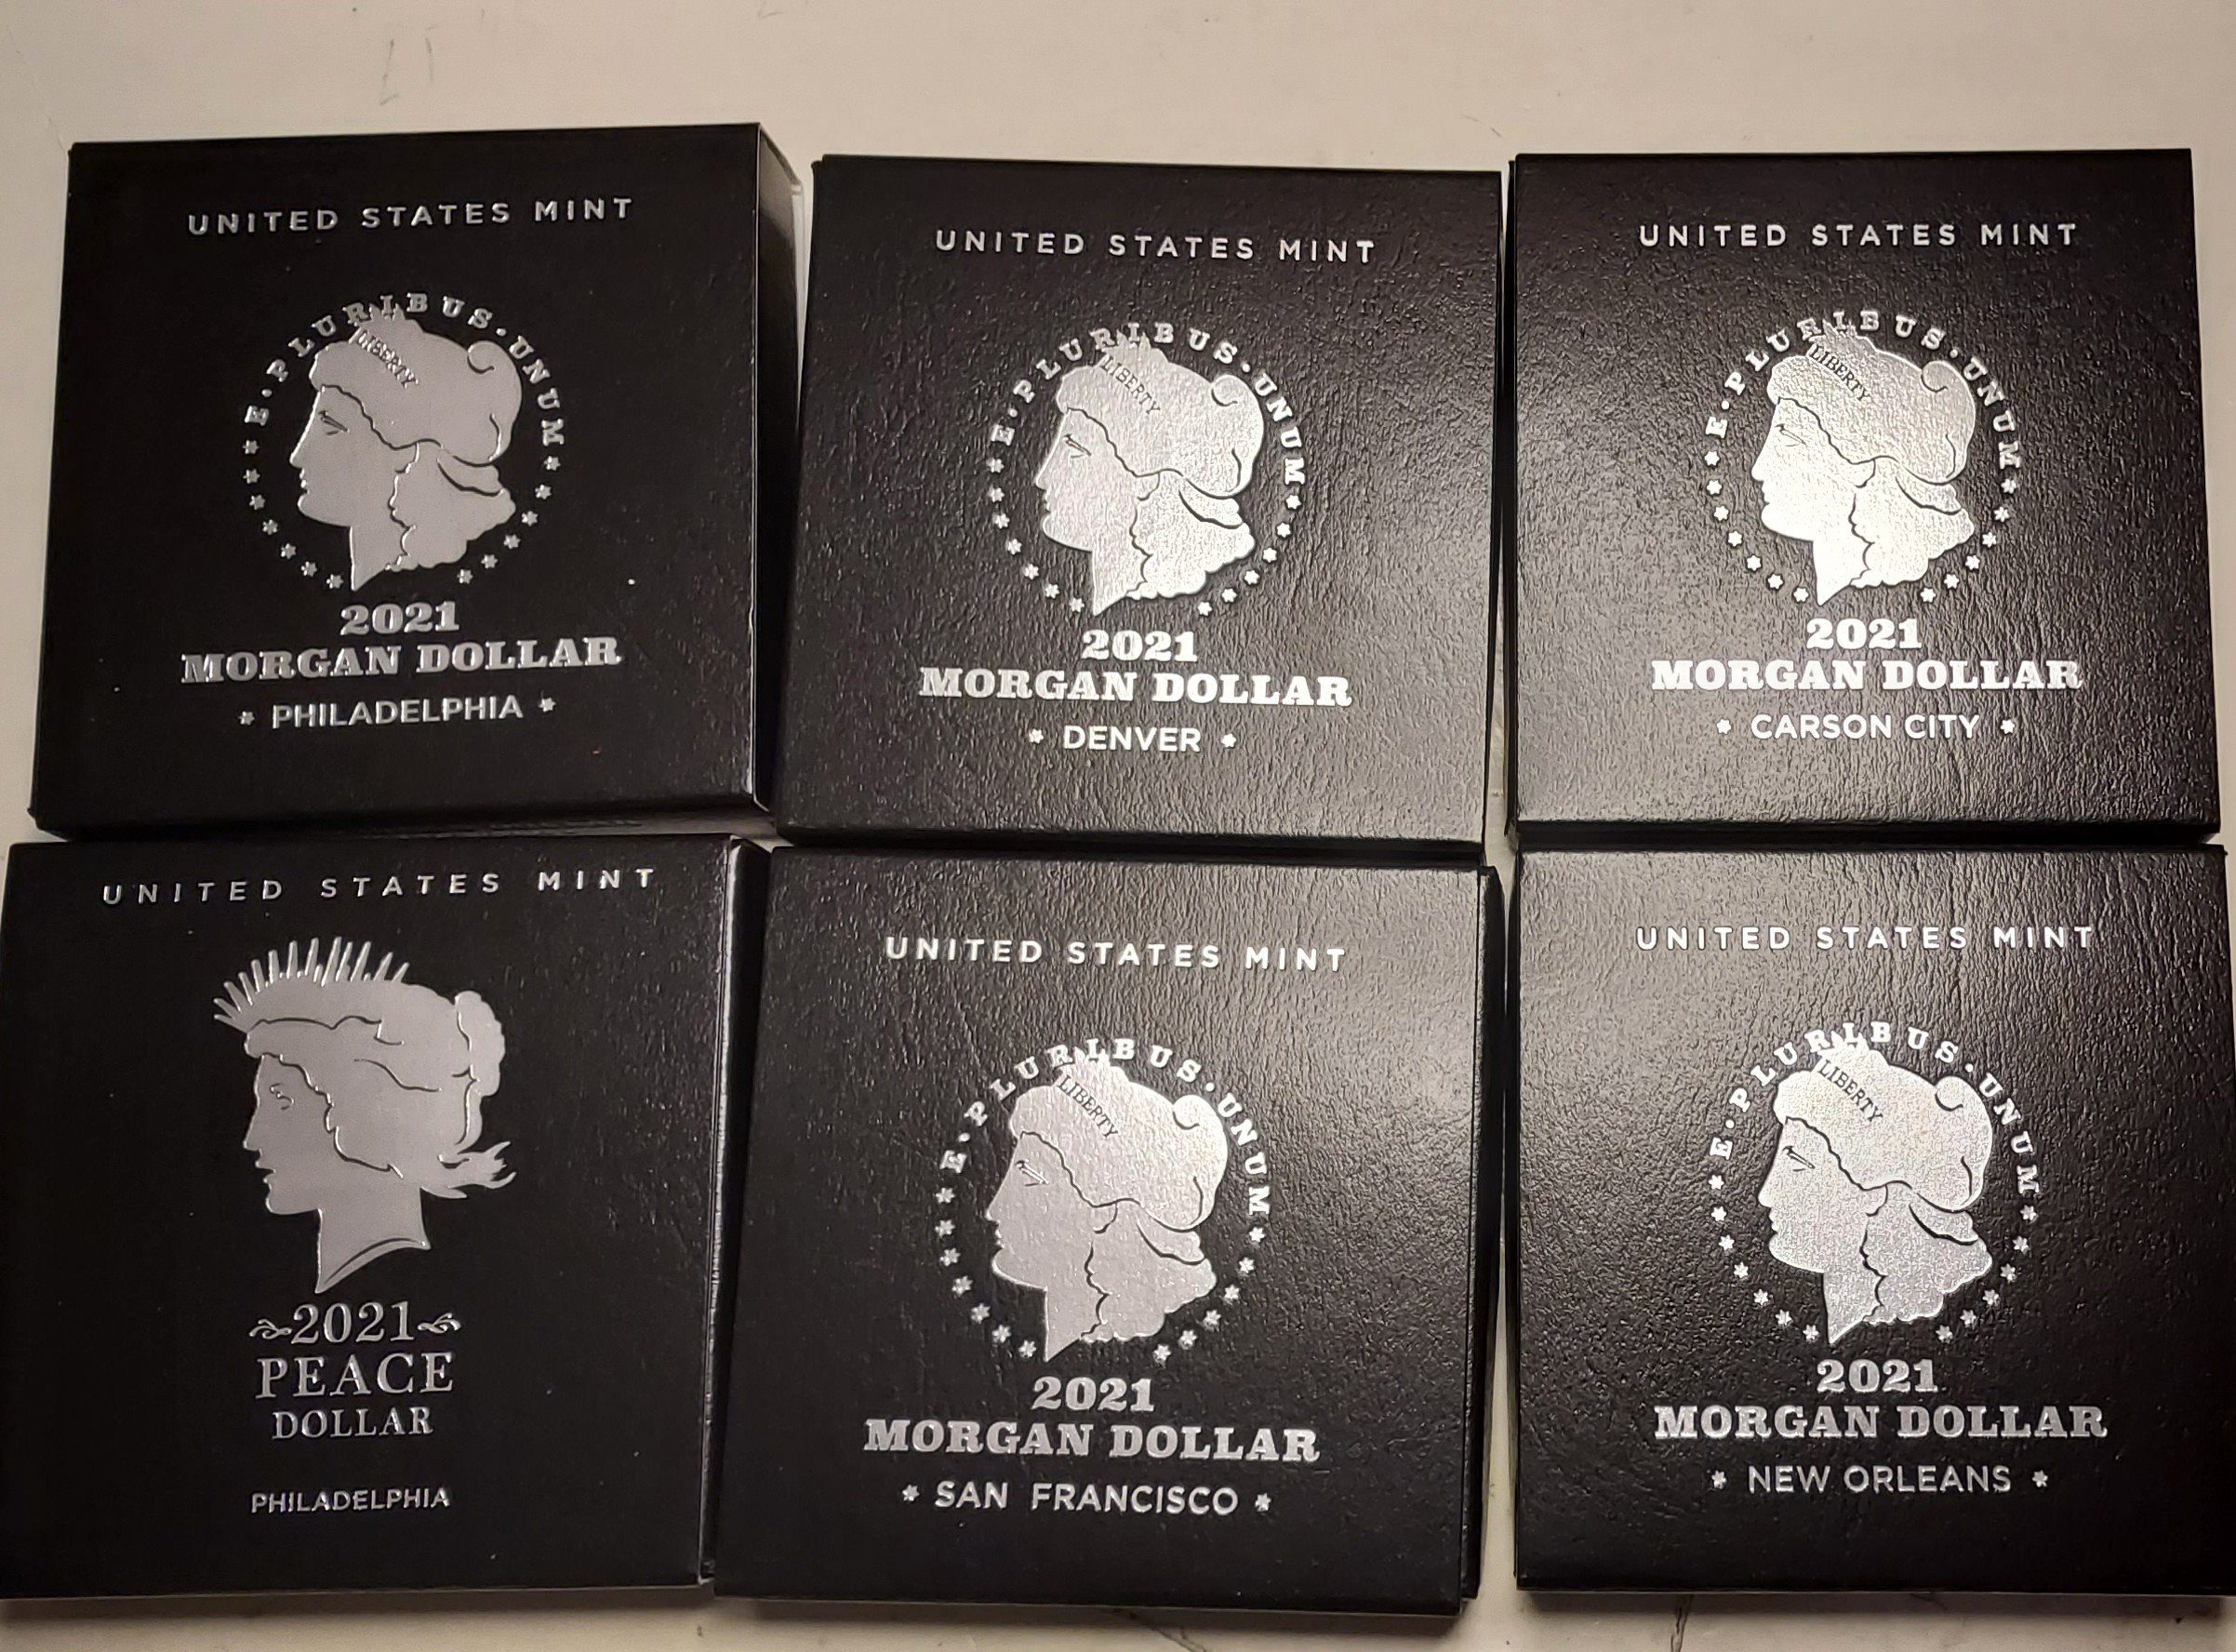 UNITED STATES MINT
E·PLURIBUS·UNUM
LIBERTY
2021
MORGAN DOLLAR
* PHILADELPHIA *
UNITED STATES MINT
E·PLURIBUS·UNUM
LIBERTY
2021
MORGAN DOLLAR
* DENVER *
UNITED STATES MINT
E·PLURIBUS·UNUM
LIBERTY
2021
MORGAN DOLLAR
* CARSON CITY *
UNITED STATES MINT
2021
PEACE
DOLLAR
PHILADELPHIA
UNITED STATES MINT
E·PLURIBUS·UNUM
LIBERTY
2021
MORGAN DOLLAR
* SAN FRANCISCO *
UNITED STATES MINT
E·PLURIBUS·UNUM
LIBERTY
2021
MORGAN DOLLAR
* NEW ORLEANS *